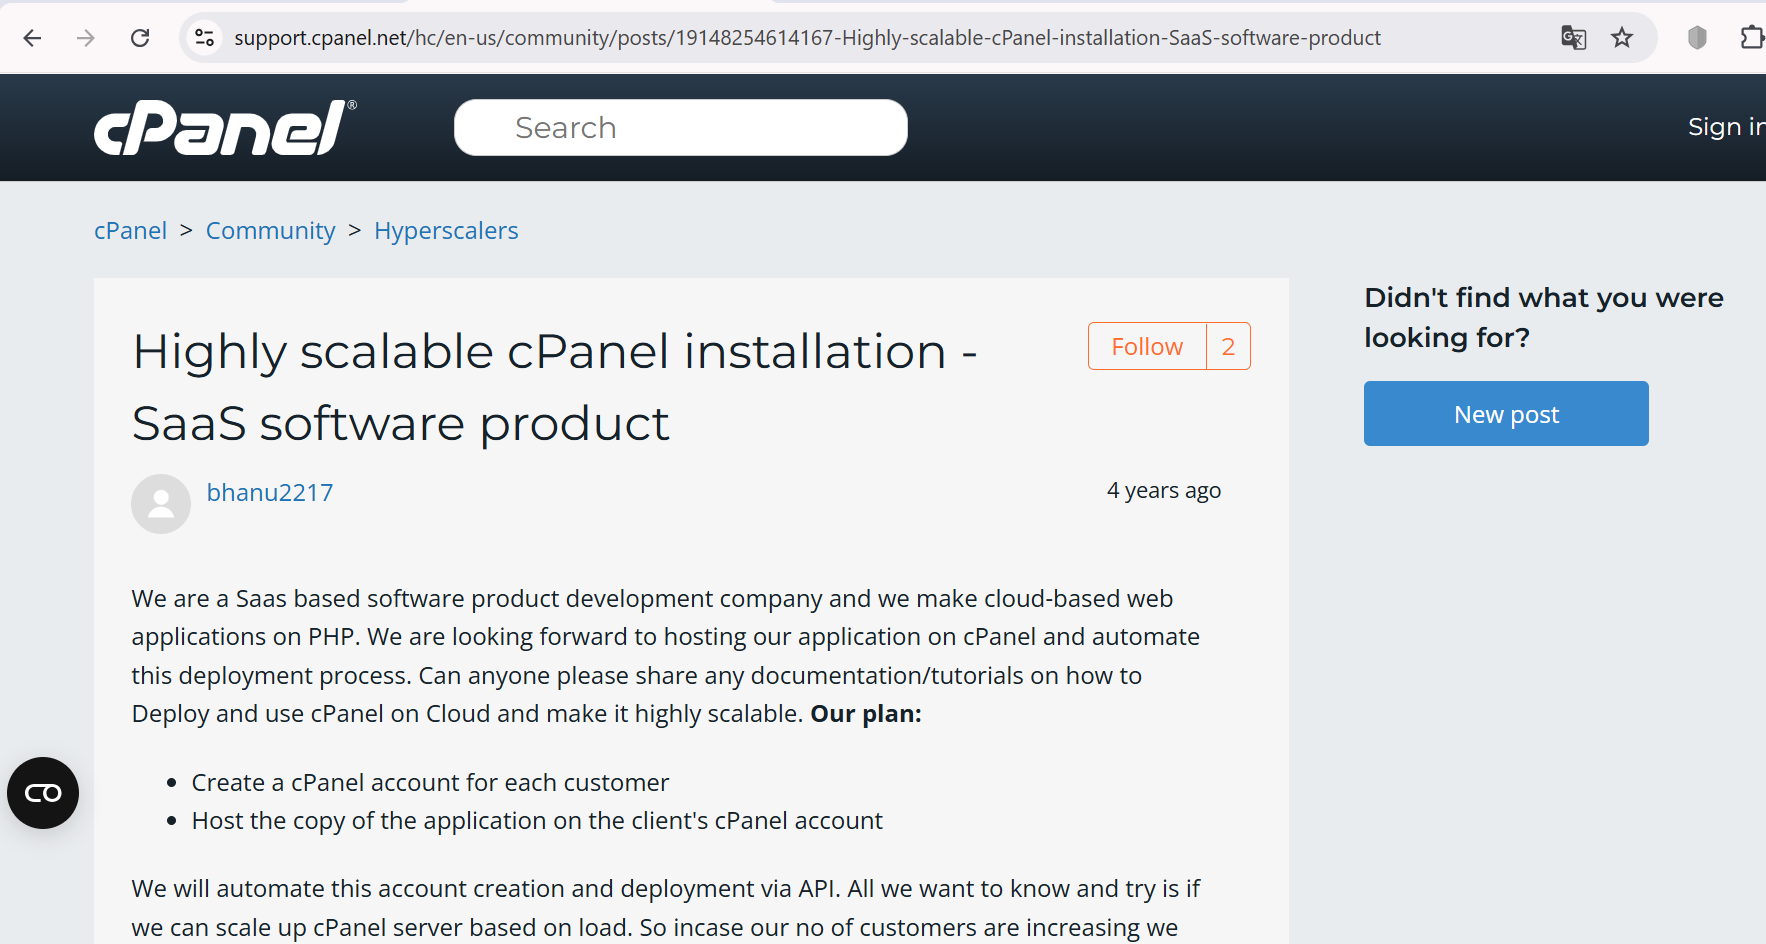 support.cpanel.net/hc/en-us/community/posts/19148254614167-Highly-scalable-cPanel-installation-SaaS-software-product
cPanel®
Search
Sign in
cPanel > Community > Hyperscalers
Highly scalable cPanel installation -
SaaS software product
Follow 2
bhanu2217
4 years ago
We are a Saas based software product development company and we make cloud-based web
applications on PHP. We are looking forward to hosting our application on cPanel and automate
this deployment process. Can anyone please share any documentation/tutorials on how to
Deploy and use cPanel on Cloud and make it highly scalable. Our plan:
• Create a cPanel account for each customer
• Host the copy of the application on the client's cPanel account
We will automate this account creation and deployment via API. All we want to know and try is if
we can scale up cPanel server based on load. So incase our no of customers are increasing we
Didn't find what you were
looking for?
New post